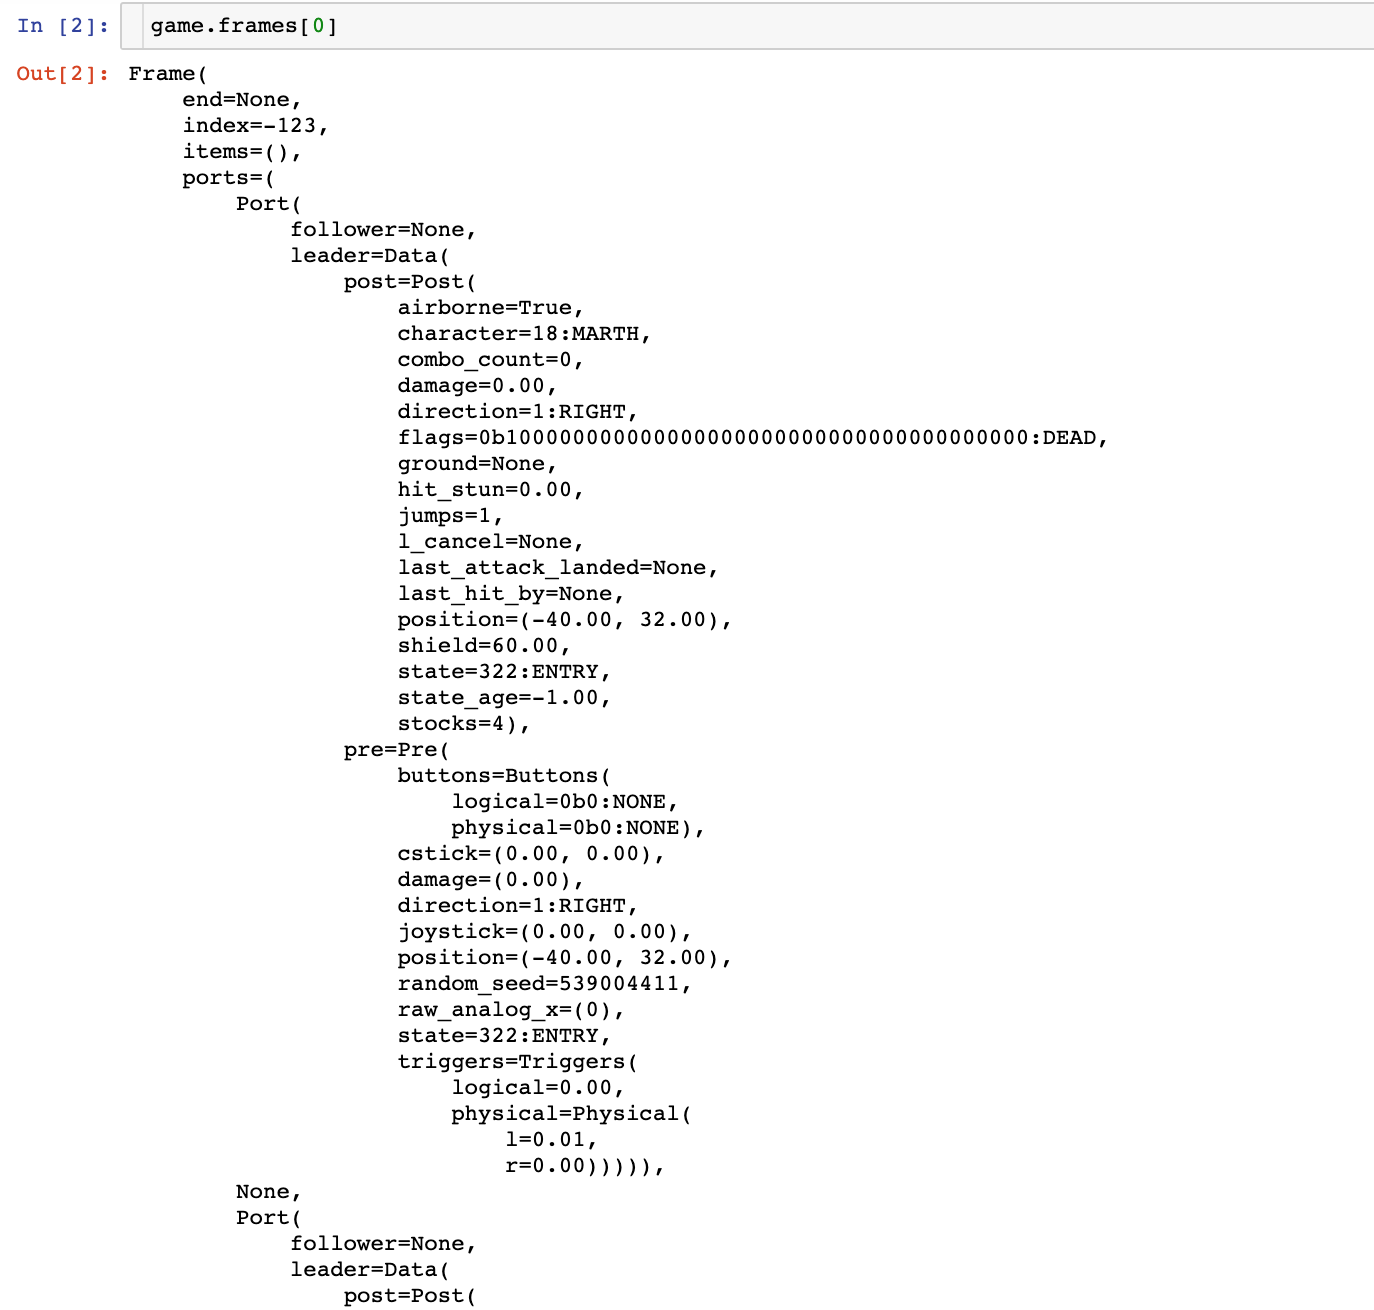 In [2]: game.frames[0]
Out[2]: Frame(
    end=None,
    index=-123,
    items=(),
    ports=(
        Port(
            follower=None,
            leader=Data(
                post=Post(
                    airborne=True,
                    character=18:MARTH,
                    combo_count=0,
                    damage=0.00,
                    direction=1:RIGHT,
                    flags=0b100000000000000000000000000000000000000:DEAD,
                    ground=None,
                    hit_stun=0.00,
                    jumps=1,
                    l_cancel=None,
                    last_attack_landed=None,
                    last_hit_by=None,
                    position=(-40.00, 32.00),
                    shield=60.00,
                    state=322:ENTRY,
                    state_age=-1.00,
                    stocks=4),
                pre=Pre(
                    buttons=Buttons(
                        logical=0b0:NONE,
                        physical=0b0:NONE),
                    cstick=(0.00, 0.00),
                    damage=(0.00),
                    direction=1:RIGHT,
                    joystick=(0.00, 0.00),
                    position=(-40.00, 32.00),
                    random_seed=539004411,
                    raw_analog_x=(0),
                    state=322:ENTRY,
                    triggers=Triggers(
                        logical=0.00,
                        physical=Physical(
                            l=0.01,
                            r=0.00))))),
        None,
        Port(
            follower=None,
            leader=Data(
                post=Post(